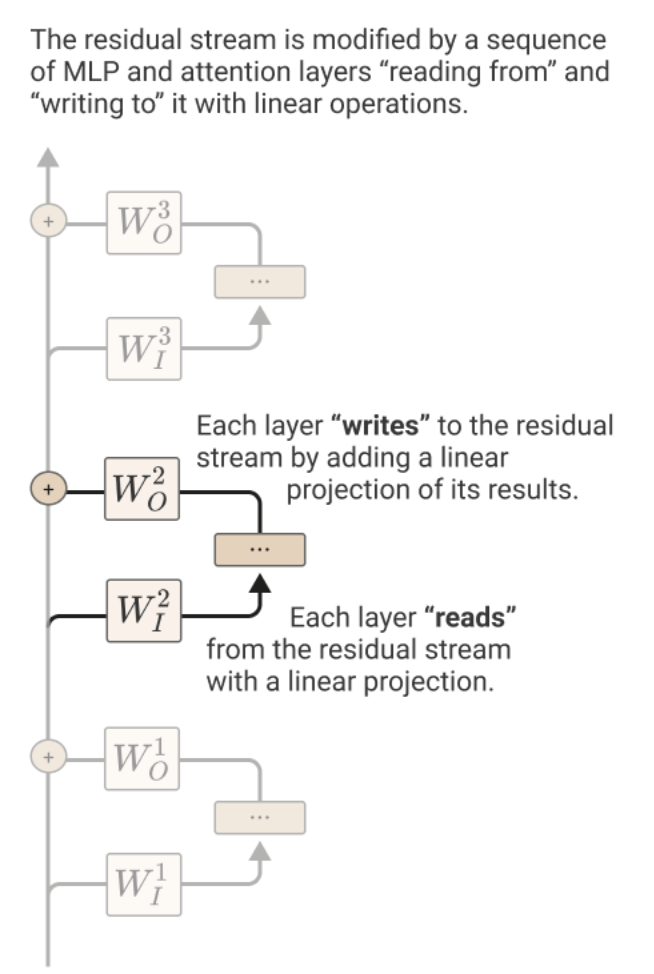 The residual stream is modified by a sequence
of MLP and attention layers “reading from” and
“writing to” it with linear operations.
+
W_O^3
...
W_I^3
Each layer “writes” to the residual
stream by adding a linear
projection of its results.
+
W_O^2
...
W_I^2
Each layer “reads”
from the residual stream
with a linear projection.
+
W_O^1
...
W_I^1